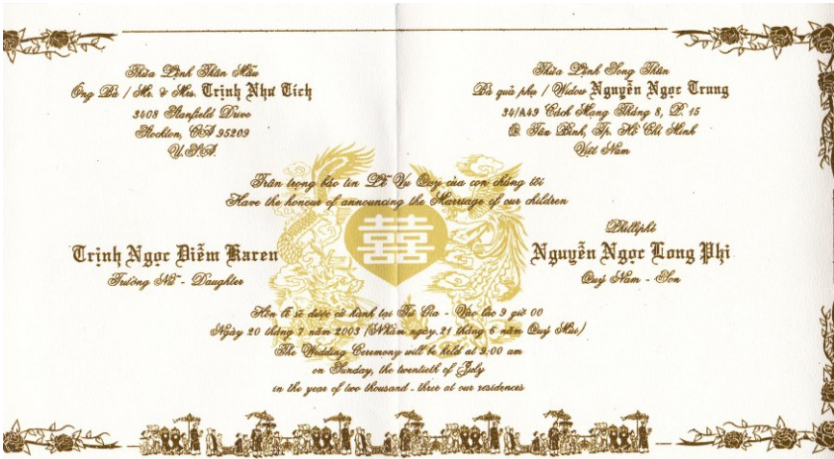 Thừa Lệnh Thân Mẫu
Ông Bà / Mr. & Mrs. Trịnh Như Tích
3408 Stanfield Drive
Stockton, CA 95209
U.S.A.
Thừa Lệnh Song Thân
Bà quả phụ / Widow Nguyễn Ngọc Trung
34/A49 Cách Mạng Tháng 8, P. 15
Q. Tân Bình, Tp. Hồ Chí Minh
Việt Nam
Trân trọng báo tin Lễ Vu Quy của con chúng tôi
Have the honour of announcing the Marriage of our children
囍
Trịnh Ngọc Diễm Karen
Trưởng Nữ - Daughter
Philliphi
Nguyễn Ngọc Long Phi
Quý Nam - Son
Hôn lễ sẽ được cử hành tại Tư Gia - Vào lúc 9 giờ 00
Ngày 20 tháng 7 năm 2003 (Nhằm ngày 21 tháng 6 năm Quý Mùi)
The Wedding Ceremony will be held at 9:00 am
on Sunday, the twentieth of July
in the year of two thousand - three at our residences